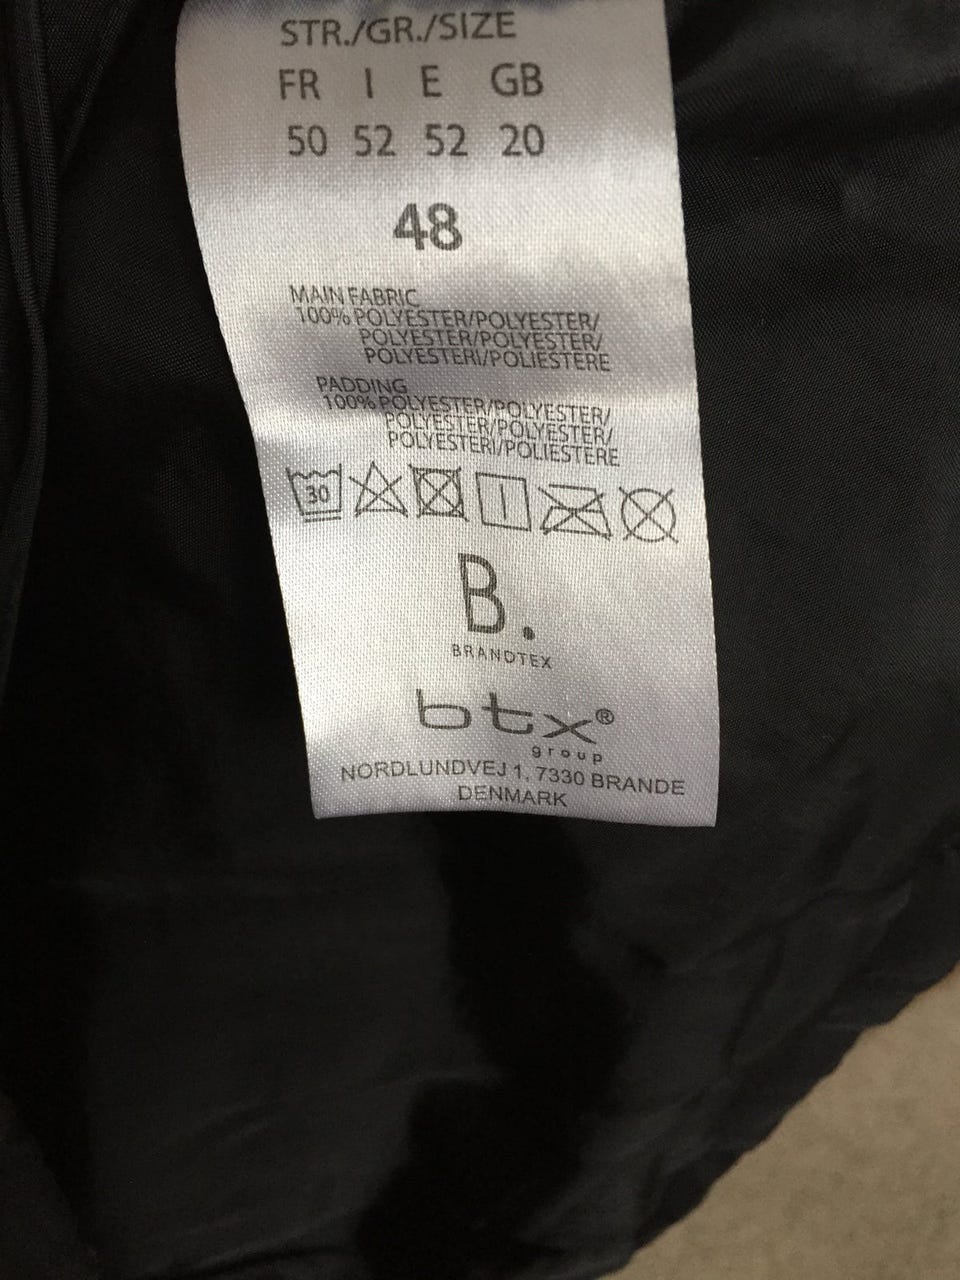 STR./GR./SIZE
FR I E GB
50 52 52 20
48
MAIN FABRIC
100% POLYESTER/POLYESTER/
POLYESTER/POLYESTER/
POLYESTERI/POLIESTERE
PADDING
100% POLYESTER/POLYESTER/
POLYESTER/POLYESTER/
POLYESTERI/POLIESTERE
30
B.
BRANDTEX
btx®
group
NORDLUNDVEJ 1, 7330 BRANDE
DENMARK